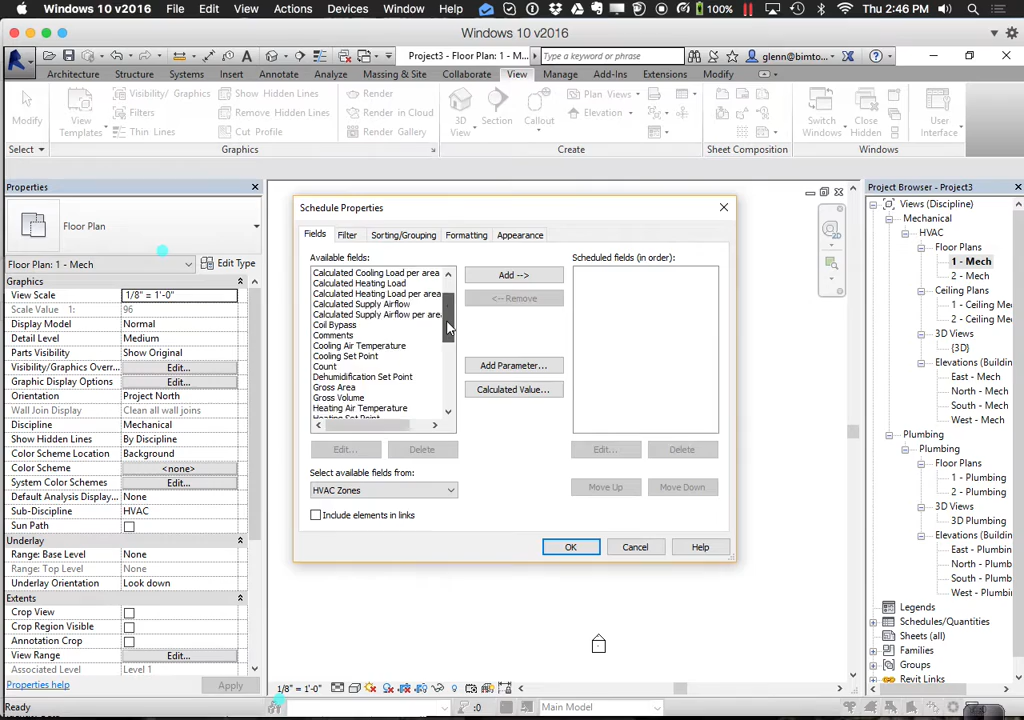 Windows 10 v2016 File Edit View Actions Devices Window Help 100% Thu 2:46 PM
Windows 10 v2016
Project3 - Floor Plan: 1 - Mech... Type a keyword or phrase glenn@bimto...
Architecture Structure Systems Insert Annotate Analyze Massing & Site Collaborate View Manage Add-Ins Extensions Modify
Modify
View
Templates
Visibility/ Graphics
Filters
Thin Lines
Show Hidden Lines
Remove Hidden Lines
Cut Profile
Render
Render in Cloud
Render Gallery
3D
View
Section
Callout
Plan Views
Elevation
Switch
Windows
Close
Hidden
User
Interface
Select Graphics Create Sheet Composition Windows
Properties
Floor Plan
Floor Plan: 1 - Mech Edit Type
Graphics
View Scale 1/8" = 1'-0"
Scale Value 1: 96
Display Model Normal
Detail Level Medium
Parts Visibility Show Original
Visibility/Graphics Overr... Edit...
Graphic Display Options Edit...
Orientation Project North
Wall Join Display Clean all wall joins
Discipline Mechanical
Show Hidden Lines By Discipline
Color Scheme Location Background
Color Scheme <none>
System Color Schemes Edit...
Default Analysis Display... None
Sub-Discipline HVAC
Sun Path
Underlay
Range: Base Level None
Range: Top Level None
Underlay Orientation Look down
Extents
Crop View
Crop Region Visible
Annotation Crop
View Range Edit...
Associated Level Level 1
Properties help Apply
Schedule Properties
Fields Filter Sorting/Grouping Formatting Appearance
Available fields:
Calculated Cooling Load per area
Calculated Heating Load
Calculated Heating Load per area
Calculated Supply Airflow
Calculated Supply Airflow per area
Coil Bypass
Comments
Cooling Air Temperature
Cooling Set Point
Count
Dehumidification Set Point
Gross Area
Gross Volume
Heating Air Temperature
Heating Set Point
Edit... Delete
Select available fields from:
HVAC Zones
Include elements in links
Add -->
<-- Remove
Add Parameter...
Calculated Value...
Scheduled fields (in order):
Edit... Delete
Move Up Move Down
OK Cancel Help
2D
1/8" = 1'-0"
Project Browser - Project3
Views (Discipline)
Mechanical
HVAC
Floor Plans
1 - Mech
2 - Mech
Ceiling Plans
1 - Ceiling Mec
2 - Ceiling Mec
3D Views
{3D}
Elevations (Buildin
East - Mech
North - Mech
South - Mech
West - Mech
Plumbing
Plumbing
Floor Plans
1 - Plumbing
2 - Plumbing
3D Views
3D Plumbing
Elevations (Buildin
East - Plumbin
North - Plumb
South - Plumb
West - Plumbin
Legends
Schedules/Quantities
Sheets (all)
Families
Groups
Revit Links
Ready :0 Main Model